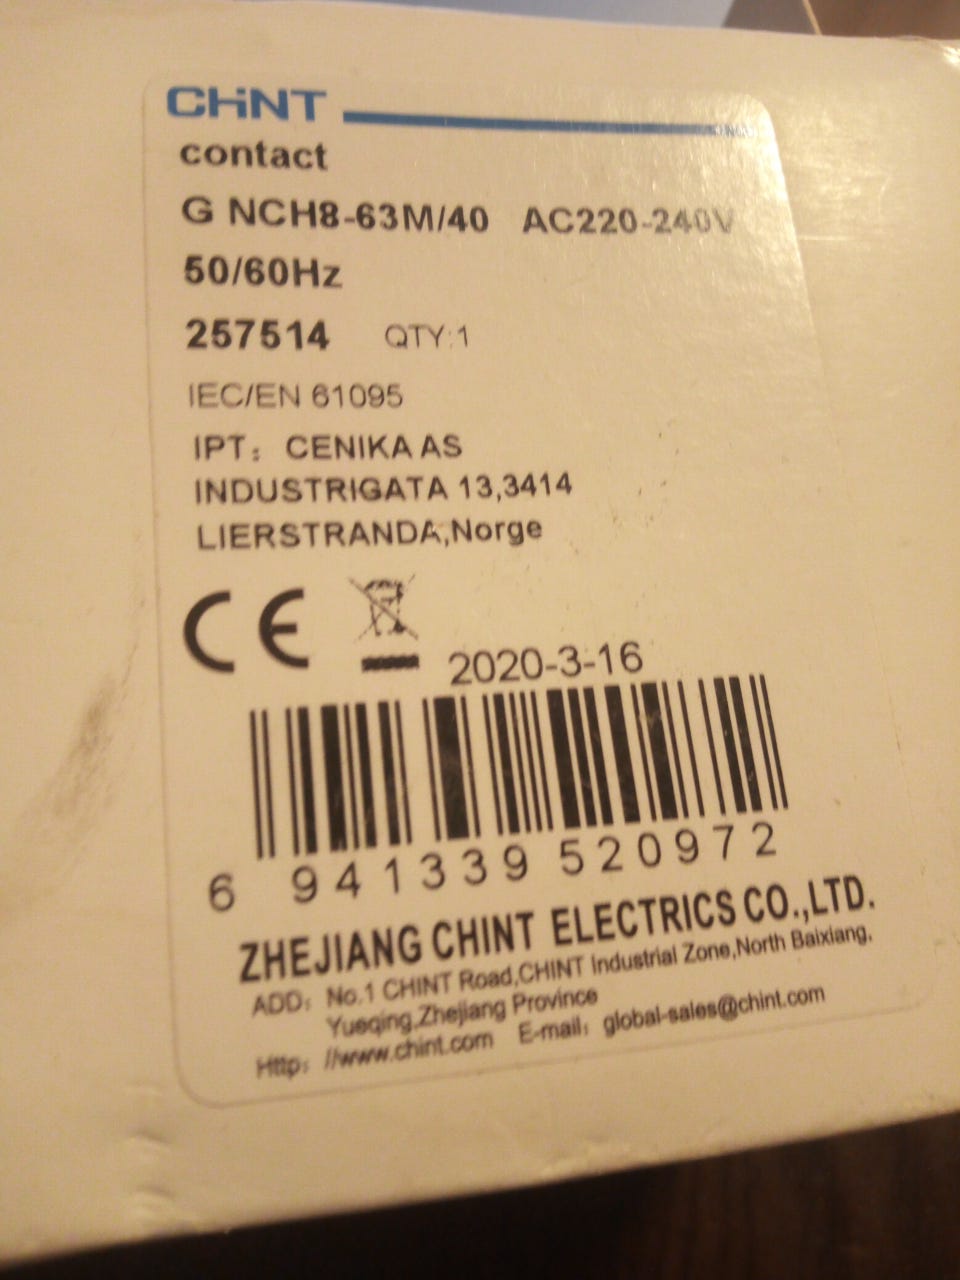 CHiNT
contact
G NCH8-63M/40 AC220-240V
50/60Hz
257514 QTY:1
IEC/EN 61095
IPT: CENIKA AS
INDUSTRIGATA 13,3414
LIERSTRANDA,Norge
CE
2020-3-16
6 941339 520972
ZHEJIANG CHINT ELECTRICS CO.,LTD.
ADD: No.1 CHINT Road,CHINT Industrial Zone,North Baixiang,
Yueqing,Zhejiang Province
Http: //www.chint.com E-mail: global-sales@chint.com